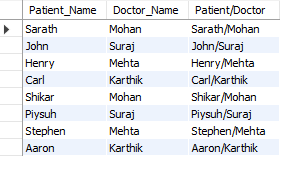 Patient_Name Doctor_Name Patient/Doctor
Sarath Mohan Sarath/Mohan
John Suraj John/Suraj
Henry Mehta Henry/Mehta
Carl Karthik Carl/Karthik
Shikar Mohan Shikar/Mohan
Piysuh Suraj Piysuh/Suraj
Stephen Mehta Stephen/Mehta
Aaron Karthik Aaron/Karthik